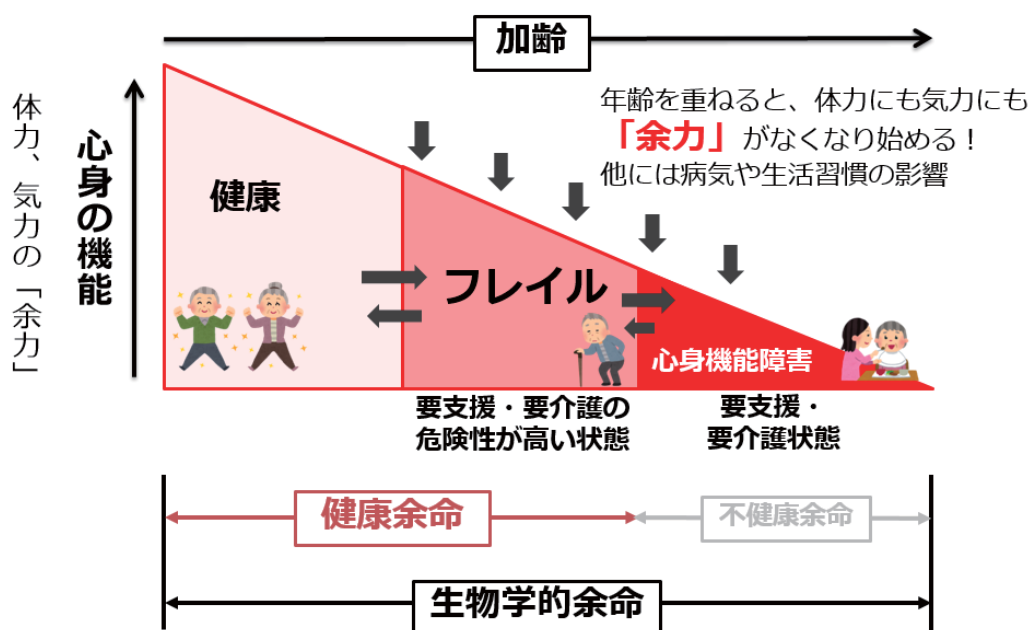 加齢
年齢を重ねると、体力にも気力にも
「余力」がなくなり始める！
他には病気や生活習慣の影響
体力、気力の「余力」
心身の機能
健康
フレイル
心身機能障害
要支援・要介護の
危険性が高い状態
要支援・
要介護状態
健康余命
不健康余命
生物学的余命